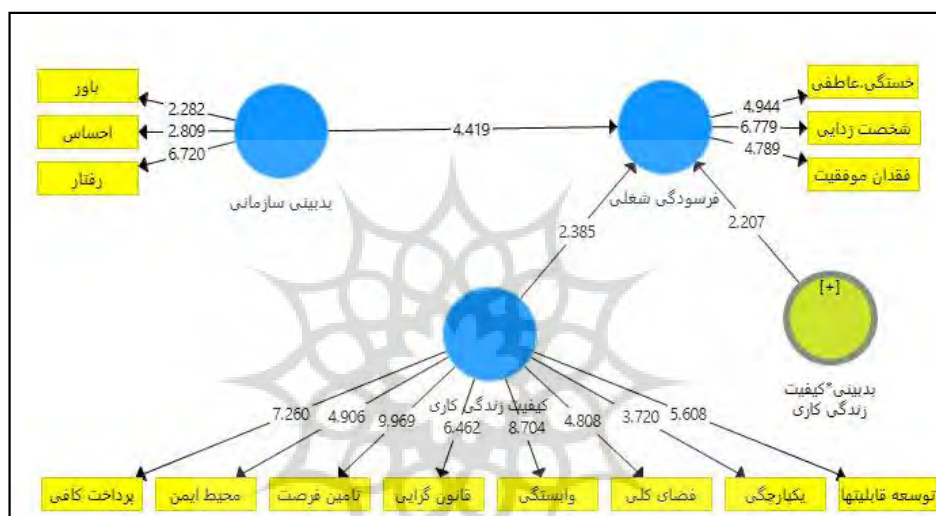 باور
احساس
رفتار
2.282
2.809
6.720
بدبینی سازمانی
4.419
خستگی.عاطفی
شخصت زدایی
فقدان موفقیت
4.944
6.779
4.789
فرسودگی شغلی
2.385
2.207
[+]
بدبینی*کیفیت
زندگی کاری
کیفیت زندگی کاری
7.260
4.906
9.969
6.462
8.704
4.808
3.720
5.608
پرداخت کافی
محیط ایمن
تامین فرصت
قانون گرایی
وابستگی
فضای کلی
یکپارچگی
توسعه قابلیتها